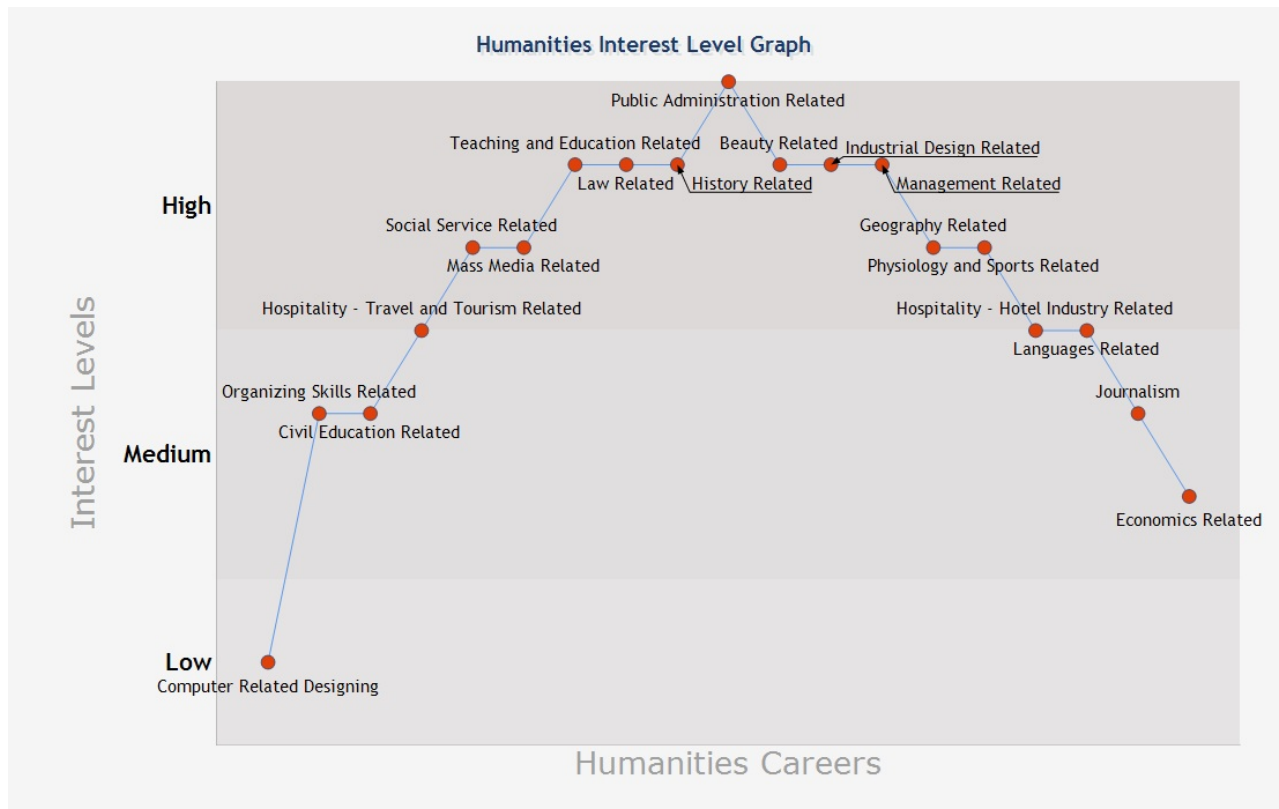 Humanities Interest Level Graph
Public Administration Related
Teaching and Education Related
Beauty Related
Industrial Design Related
Law Related
History Related
Management Related
High
Social Service Related
Geography Related
Mass Media Related
Physiology and Sports Related
Hospitality - Travel and Tourism Related
Hospitality - Hotel Industry Related
Languages Related
Interest Levels
Organizing Skills Related
Journalism
Civil Education Related
Medium
Economics Related
Low
Computer Related Designing
Humanities Careers